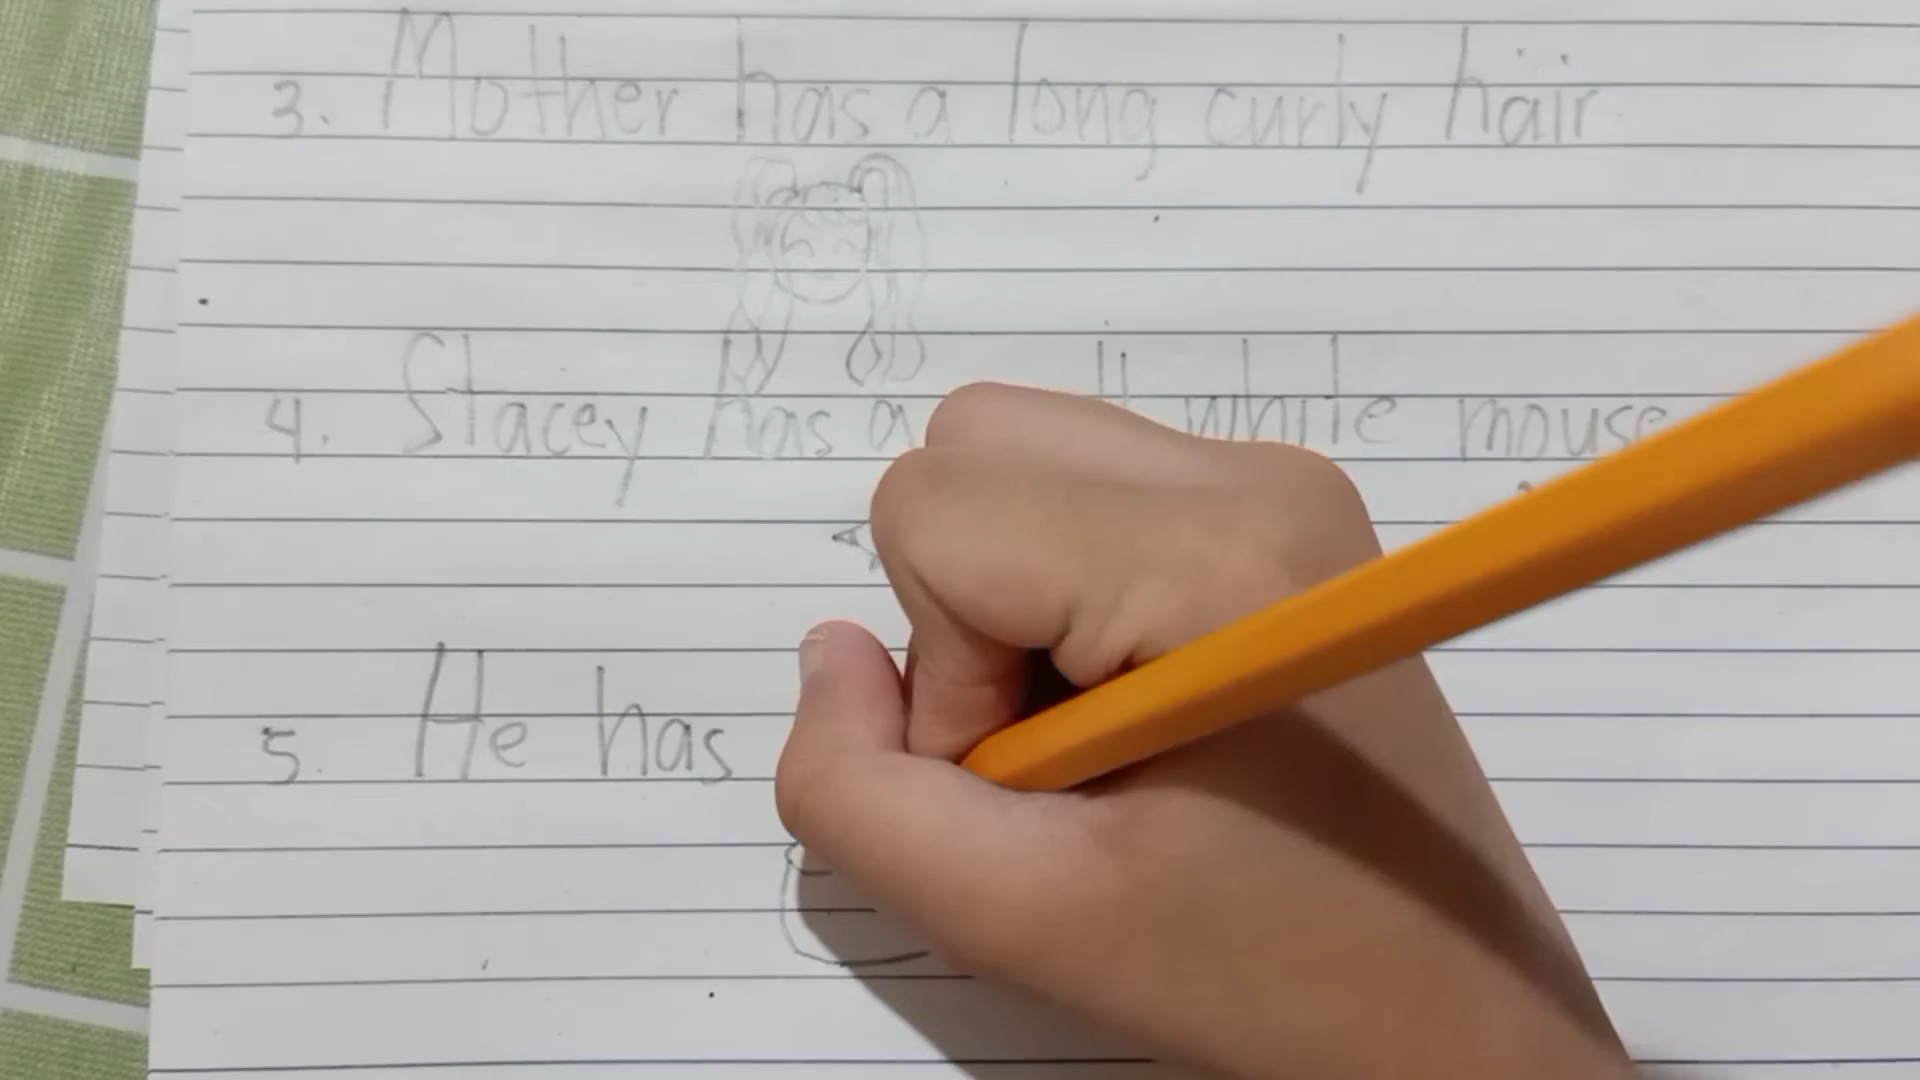 3. Mother has a long curly hair
4. Stacey has a white mouse
5. He has